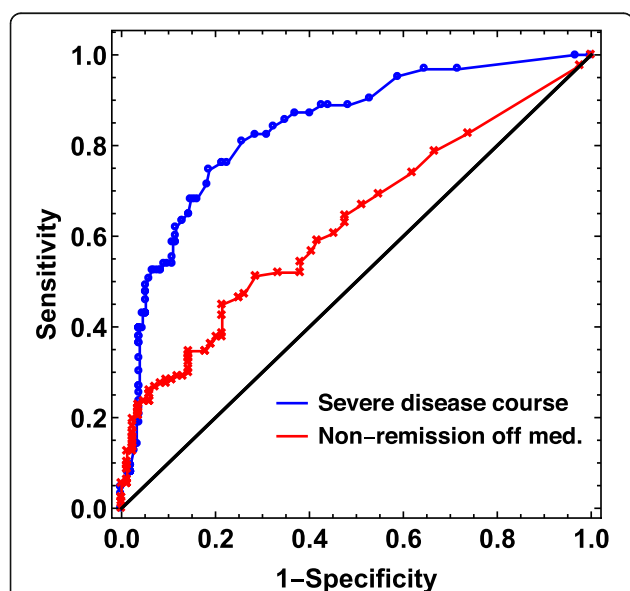 1.0
0.8
0.6
0.4
0.2
0.0
Sensitivity
Severe disease course
Non-remission off med.
0.0 0.2 0.4 0.6 0.8 1.0
1-Specificity